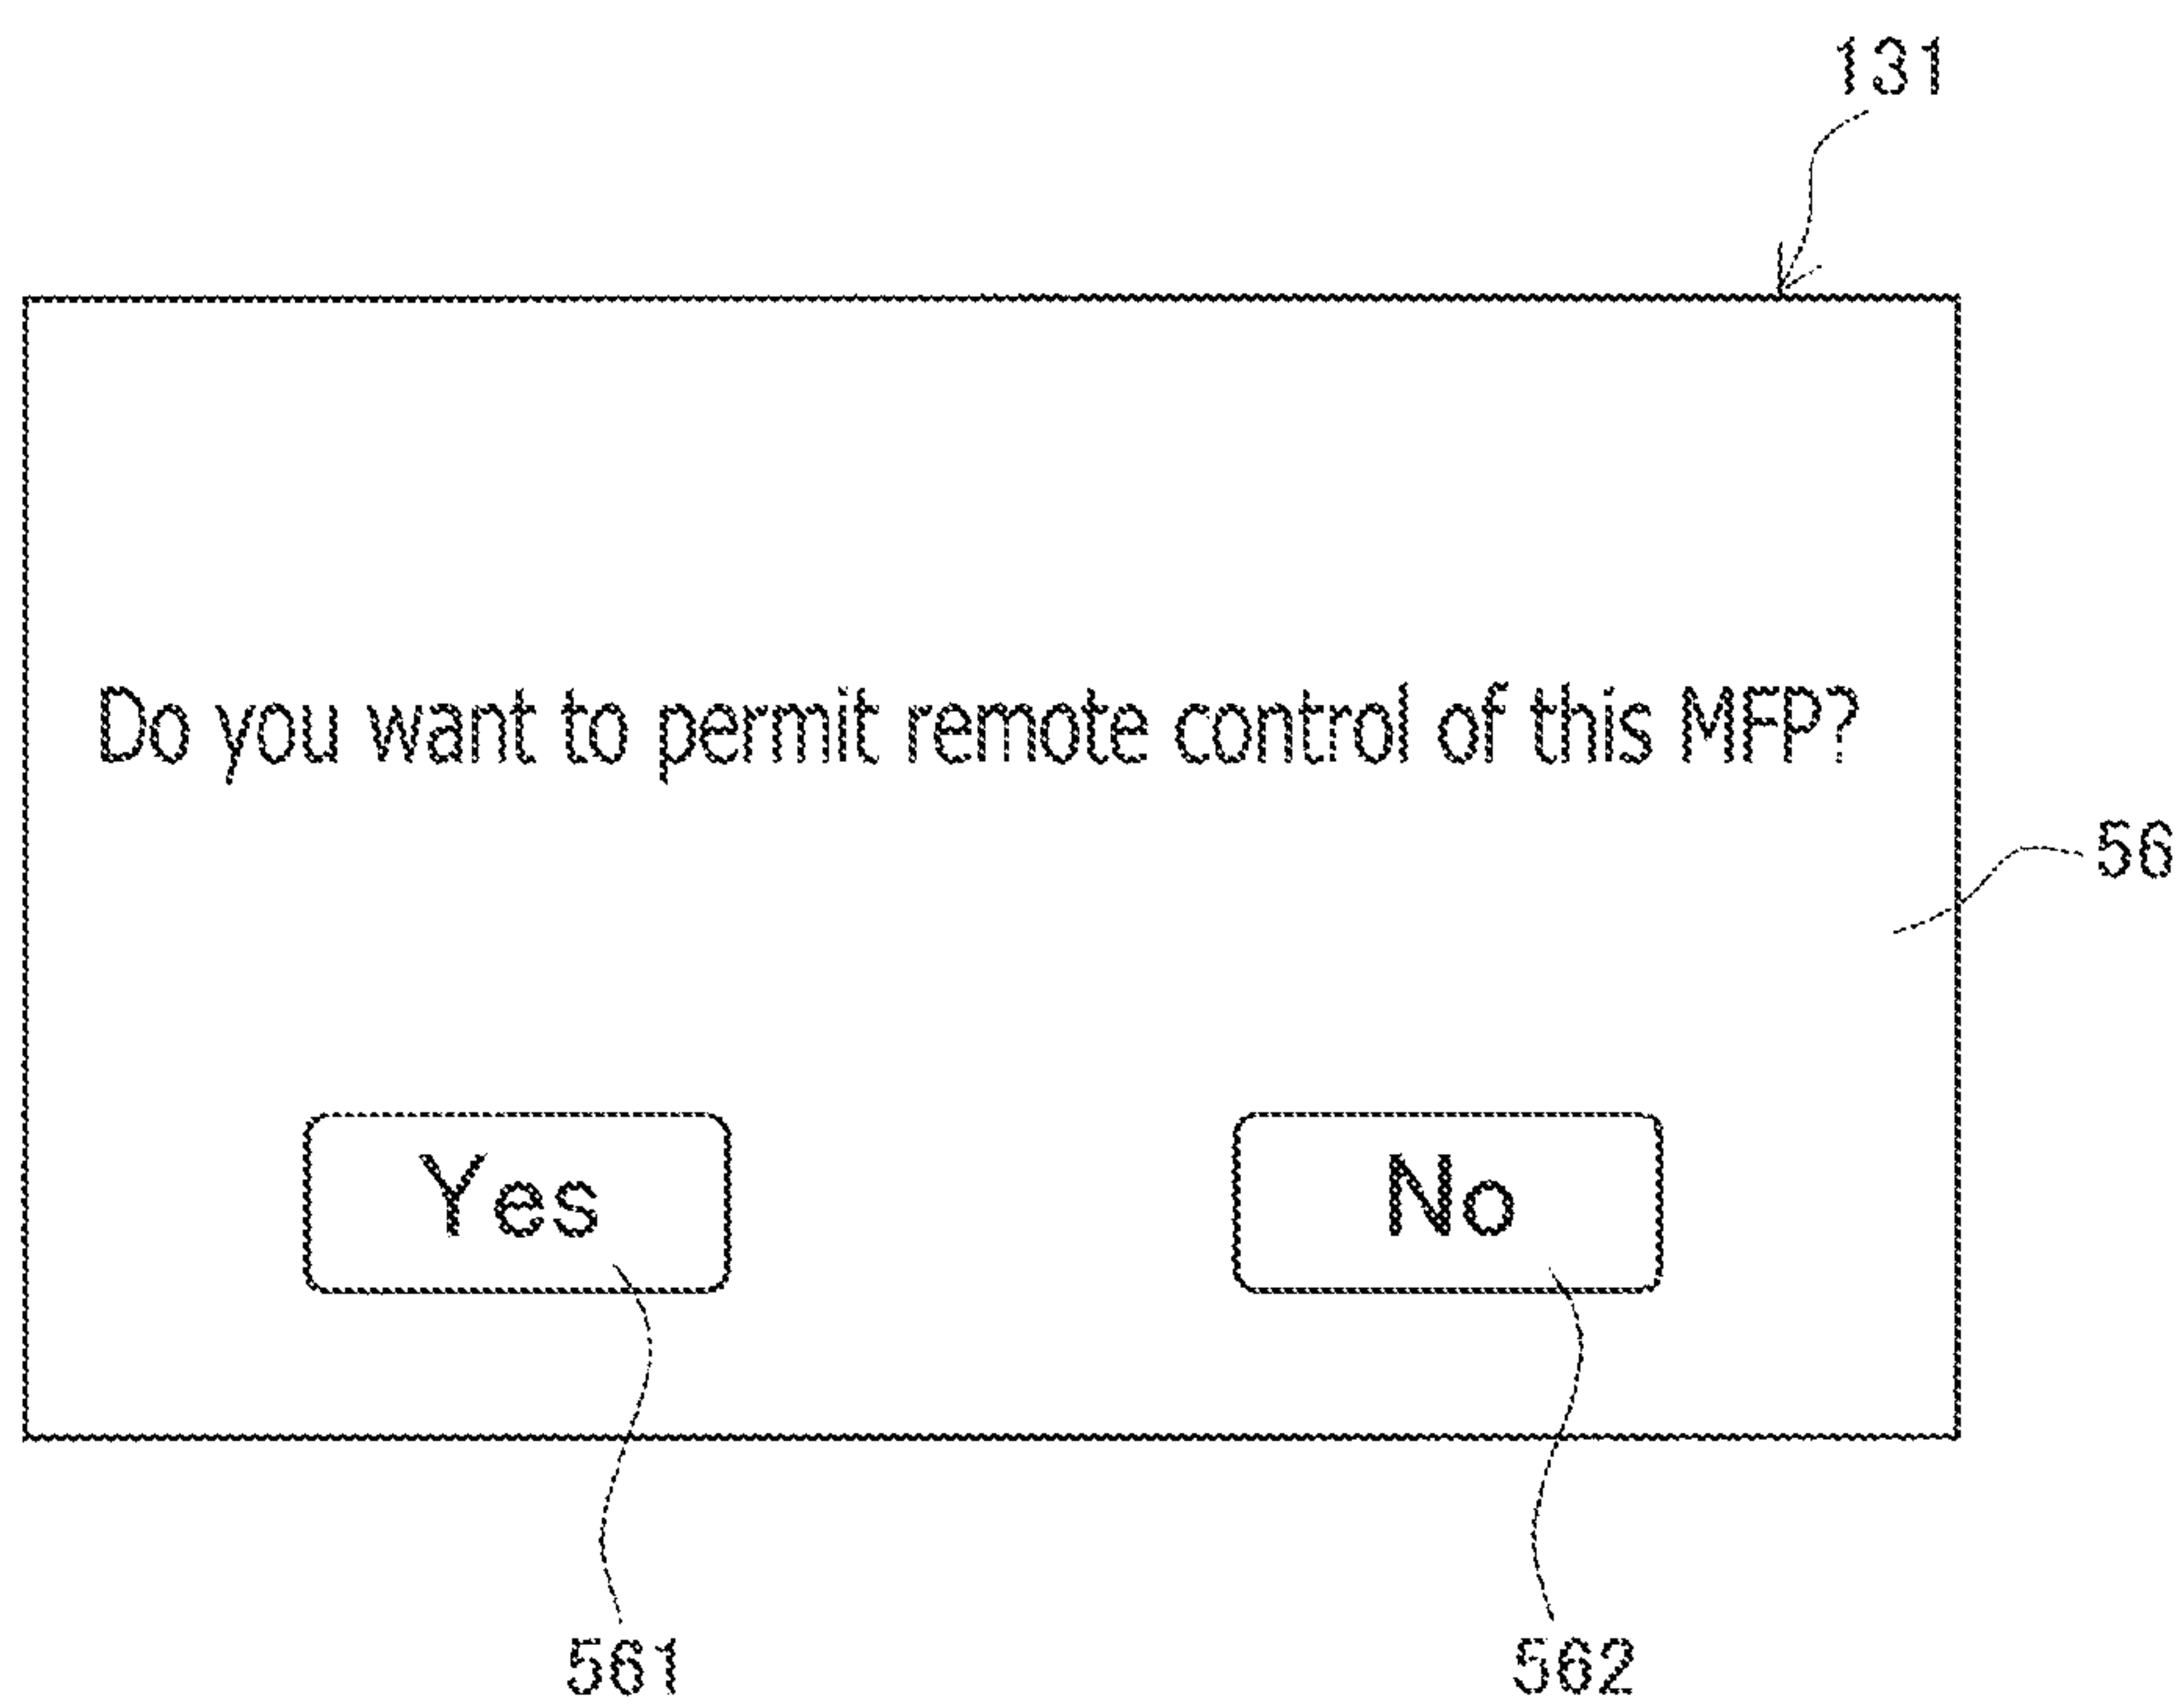 131
Do you want to permit remote control of this MFP?
56
Yes
No
561
562